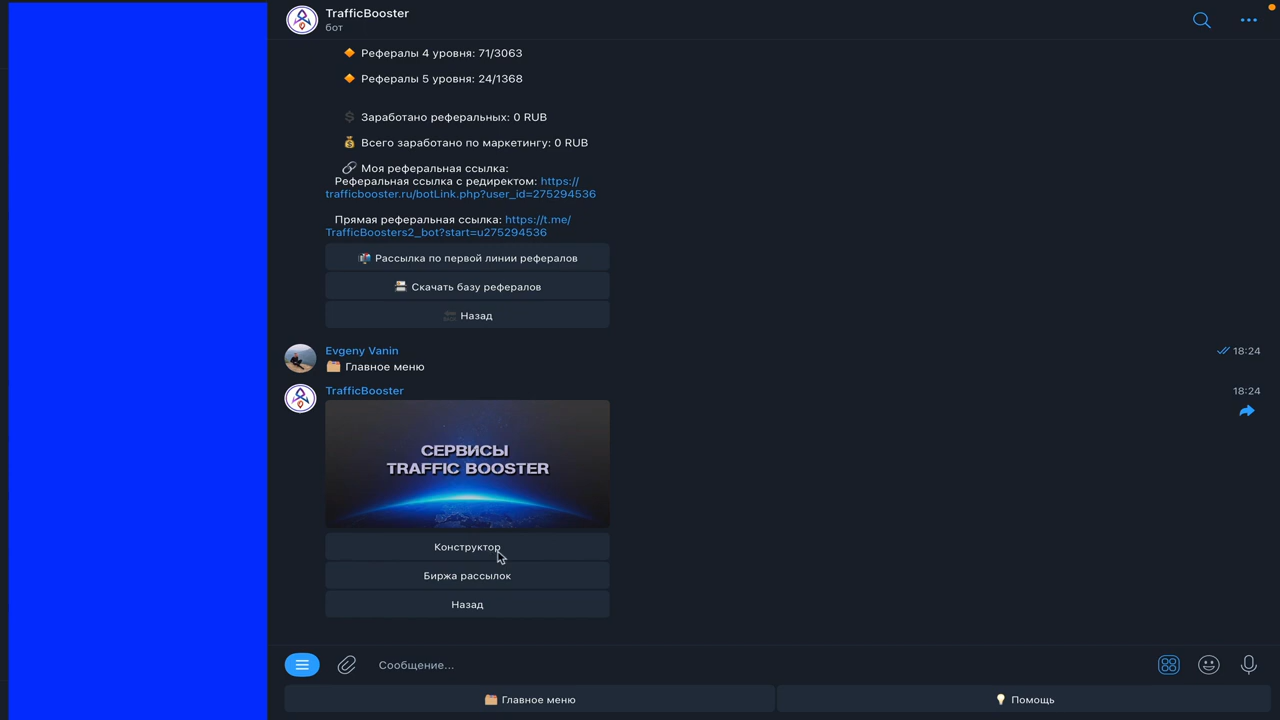 TrafficBooster
бот
Рефералы 4 уровня: 71/3063
Рефералы 5 уровня: 24/1368
Заработано реферальных: 0 RUB
Всего заработано по маркетингу: 0 RUB
Моя реферальная ссылка:
Реферальная ссылка с редиректом: https://
trafficbooster.ru/botLink.php?user_id=275294536
Прямая реферальная ссылка: https://t.me/
TrafficBoosters2_bot?start=u275294536
Рассылка по первой линии рефералов
Скачать базу рефералов
Назад
Evgeny Vanin 18:24
Главное меню
TrafficBooster 18:24
СЕРВИСЫ
TRAFFIC BOOSTER
Конструктор
Биржа рассылок
Назад
Сообщение...
Главное меню Помощь